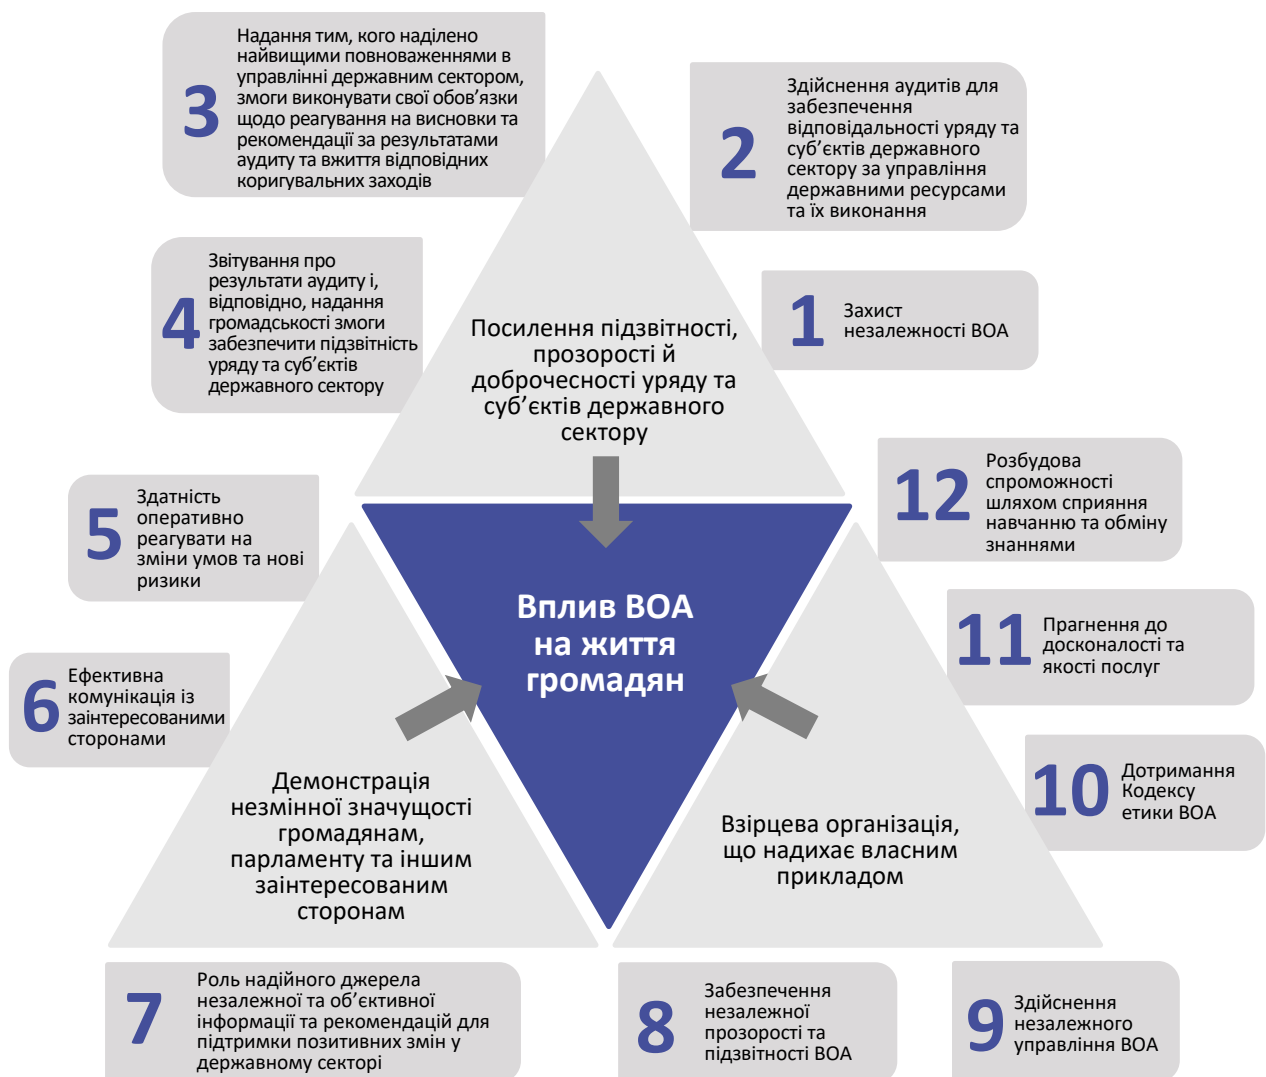 3
Надання тим, кого наділено
найвищими повноваженнями в
управлінні державним сектором,
змоги виконувати свої обов’язки
щодо реагування на висновки та
рекомендації за результатами
аудиту та вжиття відповідних
коригувальних заходів
2
Здійснення аудитів для
забезпечення
відповідальності уряду та
суб’єктів державного
сектору за управління
державними ресурсами
та їх виконання
4
Звітування про
результати аудиту і,
відповідно, надання
громадськості змоги
забезпечити підзвітність
уряду та суб’єктів
державного сектору
1
Захист
незалежності ВОА
Посилення підзвітності,
прозорості й
доброчесності уряду та
суб’єктів державного
сектору
5
Здатність
оперативно
реагувати на
зміни умов та нові
ризики
12
Розбудова
спроможності
шляхом сприяння
навчанню та обміну
знаннями
Вплив ВОА
на життя
громадян
11
Прагнення до
досконалості та
якості послуг
6
Ефективна
комунікація із
заінтересованими
сторонами
10
Дотримання
Кодексу
етики ВОА
Демонстрація
незмінної значущості
громадянам,
парламенту та іншим
заінтересованим
сторонам
Взірцева організація,
що надихає власним
прикладом
7
Роль надійного джерела
незалежної та об’єктивної
інформації та рекомендацій для
підтримки позитивних змін у
державному секторі
8
Забезпечення
незалежної
прозорості та
підзвітності ВОА
9
Здійснення
незалежного
управління ВОА